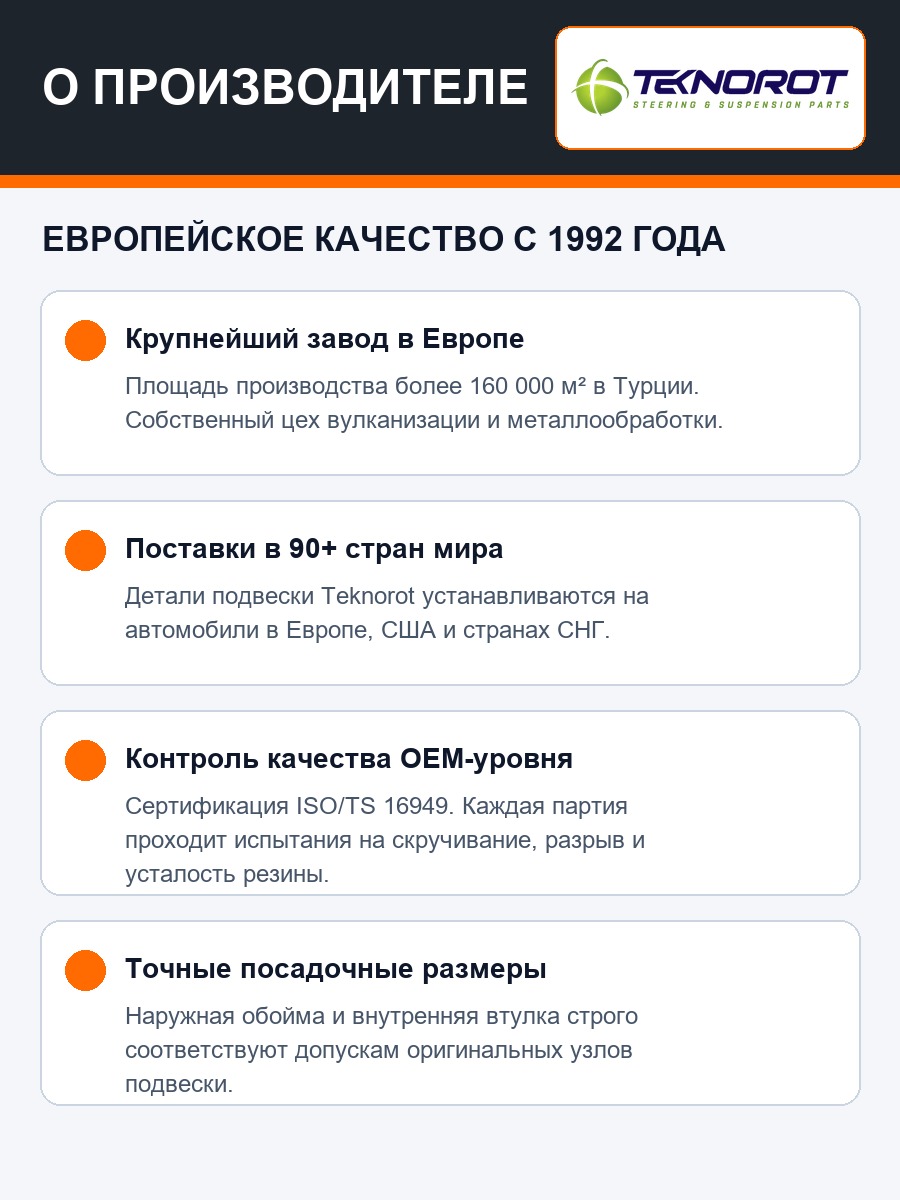 О ПРОИЗВОДИТЕЛЕ
TEKNOROT
STEERING & SUSPENSION PARTS
ЕВРОПЕЙСКОЕ КАЧЕСТВО С 1992 ГОДА
Крупнейший завод в Европе
Площадь производства более 160 000 м² в Турции.
Собственный цех вулканизации и металлообработки.
Поставки в 90+ стран мира
Детали подвески Teknorot устанавливаются на
автомобили в Европе, США и странах СНГ.
Контроль качества OEM-уровня
Сертификация ISO/TS 16949. Каждая партия
проходит испытания на скручивание, разрыв и
усталость резины.
Точные посадочные размеры
Наружная обойма и внутренняя втулка строго
соответствуют допускам оригинальных узлов
подвески.